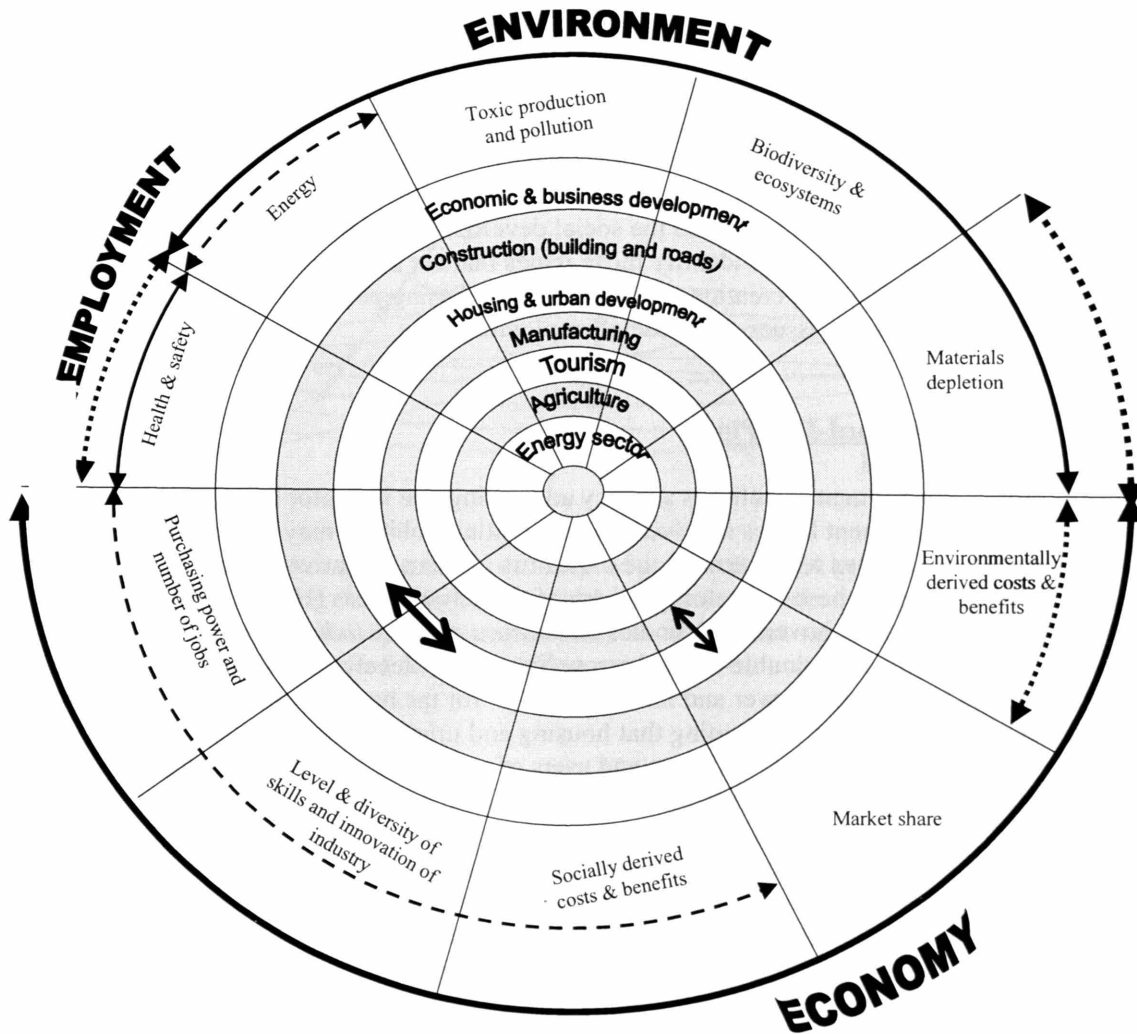 ENVIRONMENT
EMPLOYMENT
ECONOMY
Toxic production
and pollution
Biodiversity &
ecosystems
Energy
Health & safety
Materials
depletion
Economic & business development
Construction (building and roads)
Housing & urban development
Manufacturing
Tourism
Agriculture
Energy sector
Environmentally
derived costs &
benefits
Purchasing power and
number of jobs
Level & diversity of
skills and innovation of
industry
Socially derived
costs & benefits
Market share